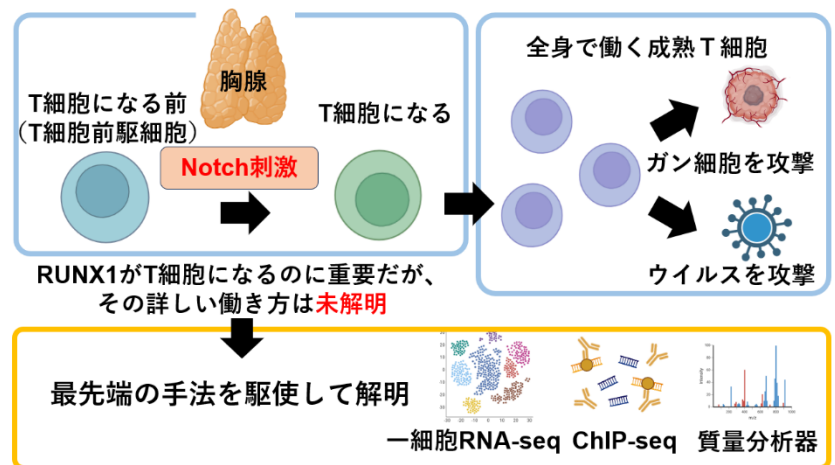 胸腺
T細胞になる前
（T細胞前駆細胞）
Notch刺激
T細胞になる
全身で働く成熟T細胞
ガン細胞を攻撃
ウイルスを攻撃
RUNX1がT細胞になるのに重要だが、
その詳しい働き方は未解明
最先端の手法を駆使して解明
一細胞RNA-seq
ChIP-seq
質量分析器